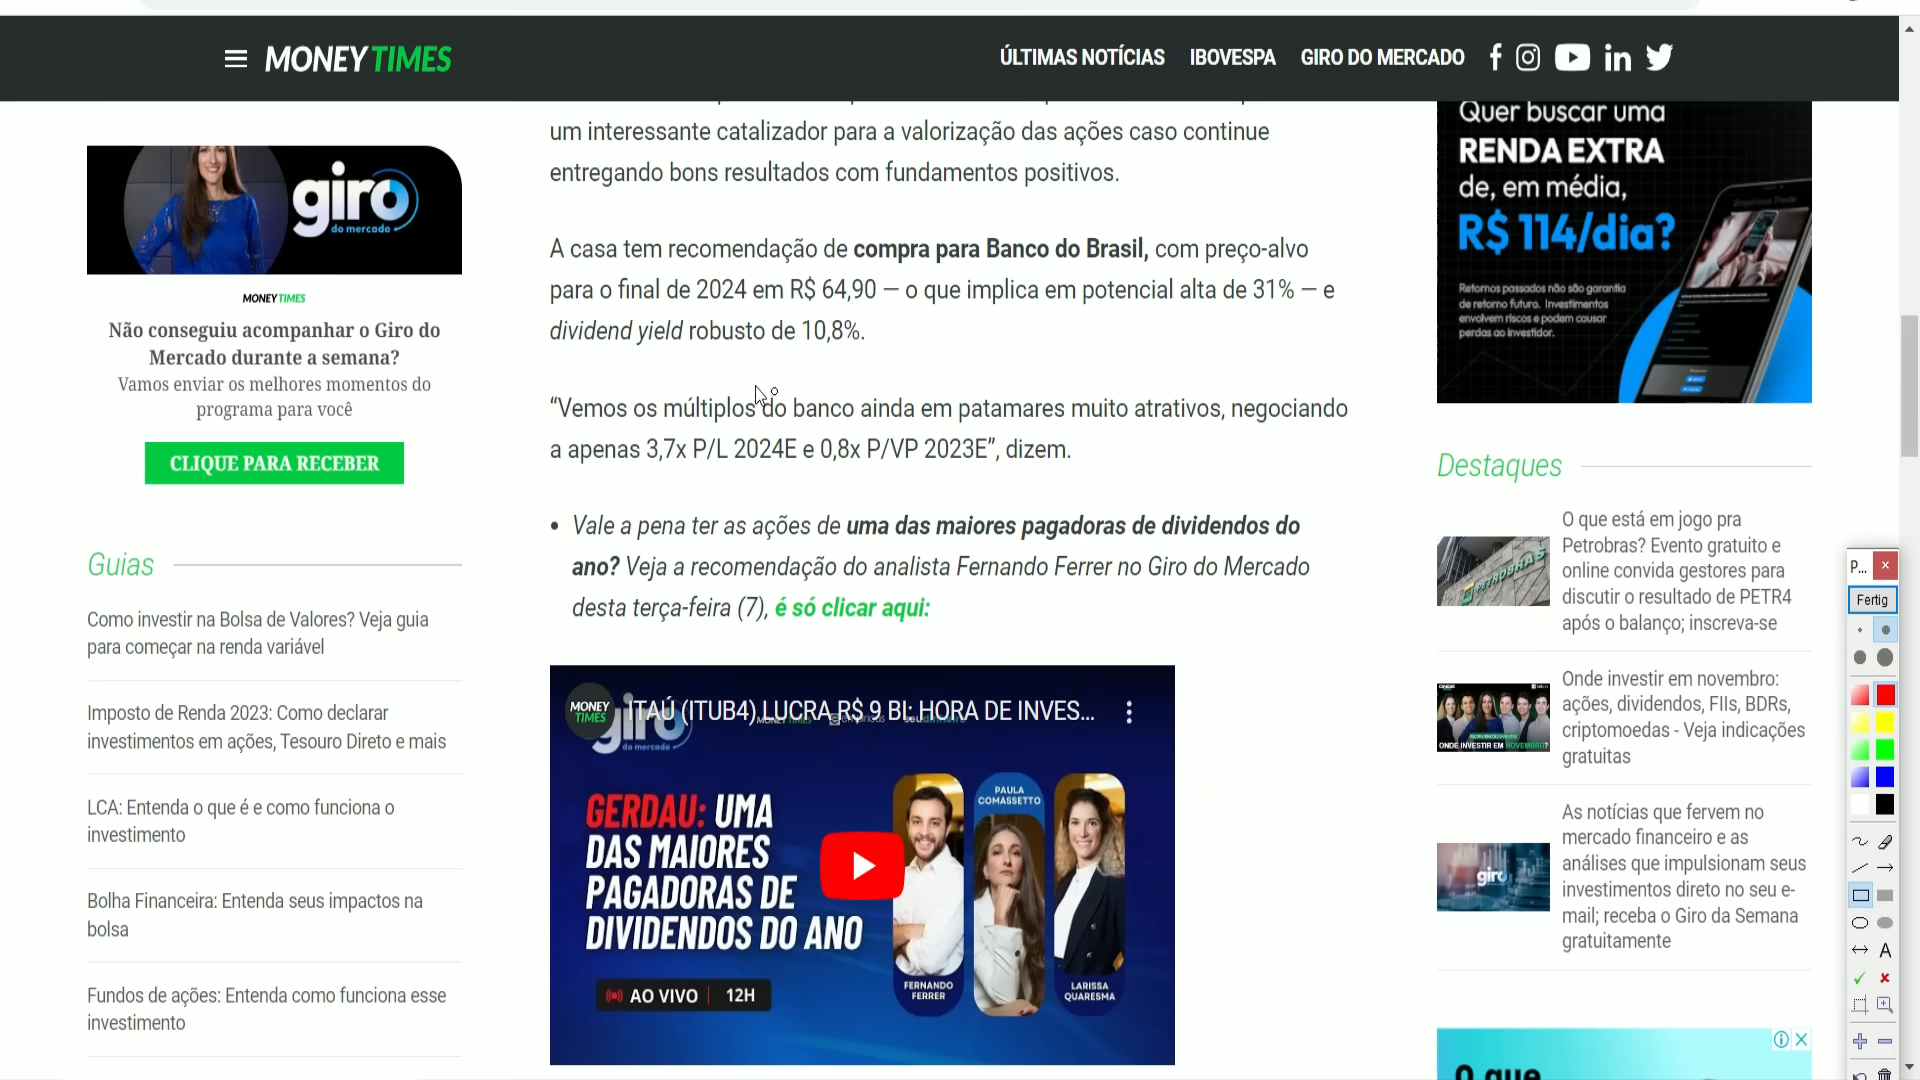 MONEY TIMES
ÚLTIMAS NOTÍCIAS IBOVESPA GIRO DO MERCADO
giro
do mercado
MONEY TIMES
Não conseguiu acompanhar o Giro do
Mercado durante a semana?
Vamos enviar os melhores momentos do
programa para você
CLIQUE PARA RECEBER
Guias
Como investir na Bolsa de Valores? Veja guia
para começar na renda variável
Imposto de Renda 2023: Como declarar
investimentos em ações, Tesouro Direto e mais
LCA: Entenda o que é e como funciona o
investimento
Bolha Financeira: Entenda seus impactos na
bolsa
Fundos de ações: Entenda como funciona esse
investimento
um interessante catalizador para a valorização das ações caso continue
entregando bons resultados com fundamentos positivos.
A casa tem recomendação de compra para Banco do Brasil, com preço-alvo
para o final de 2024 em R$ 64,90 — o que implica em potencial alta de 31% — e
dividend yield robusto de 10,8%.
“Vemos os múltiplos do banco ainda em patamares muito atrativos, negociando
a apenas 3,7x P/L 2024E e 0,8x P/VP 2023E”, dizem.
• Vale a pena ter as ações de uma das maiores pagadoras de dividendos do
ano? Veja a recomendação do analista Fernando Ferrer no Giro do Mercado
desta terça-feira (7), é só clicar aqui:
MONEY
TIMES
ITAÚ (ITUB4) LUCRA R$ 9 BI: HORA DE INVES...
giro
do mercado
GERDAU: UMA
DAS MAIORES
PAGADORAS DE
DIVIDENDOS DO ANO
AO VIVO 12H
FERNANDO
FERRER
PAULA
COMASSETTO
LARISSA
QUARESMA
Quer buscar uma
RENDA EXTRA
de, em média,
R$ 114/dia?
Retornos passados não são garantia
de retorno futuro. Investimentos
envolvem riscos e podem causar
perdas ao investidor.
Destaques
PETROBRAS
O que está em jogo pra
Petrobras? Evento gratuito e
online convida gestores para
discutir o resultado de PETR4
após o balanço; inscreva-se
ONDE INVESTIR EM NOVEMBRO?
Onde investir em novembro:
ações, dividendos, FIIs, BDRs,
criptomoedas - Veja indicações
gratuitas
giro
As notícias que fervem no
mercado financeiro e as
análises que impulsionam seus
investimentos direto no seu e-
mail; receba o Giro da Semana
gratuitamente
O que
P...
Fertig
A